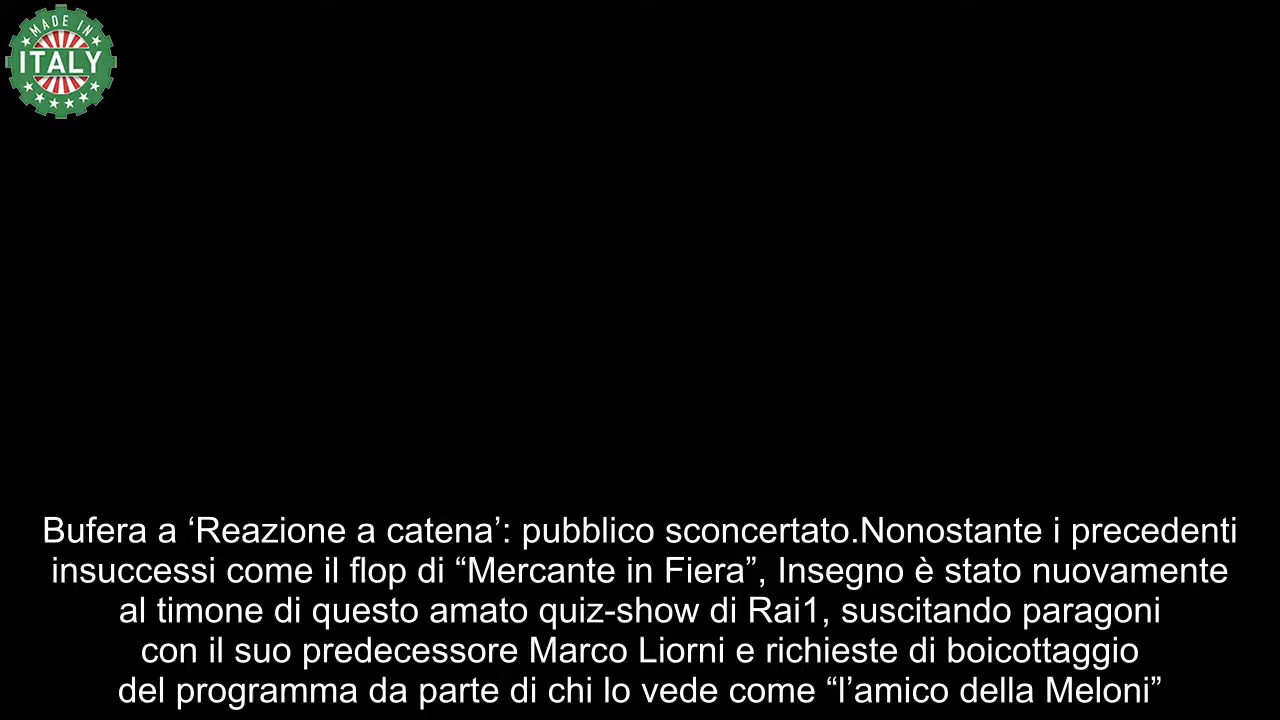 MADE IN
ITALY
Bufera a ‘Reazione a catena’: pubblico sconcertato.Nonostante i precedenti
insuccessi come il flop di “Mercante in Fiera”, Insegno è stato nuovamente
al timone di questo amato quiz-show di Rai1, suscitando paragoni
con il suo predecessore Marco Liorni e richieste di boicottaggio
del programma da parte di chi lo vede come “l’amico della Meloni”